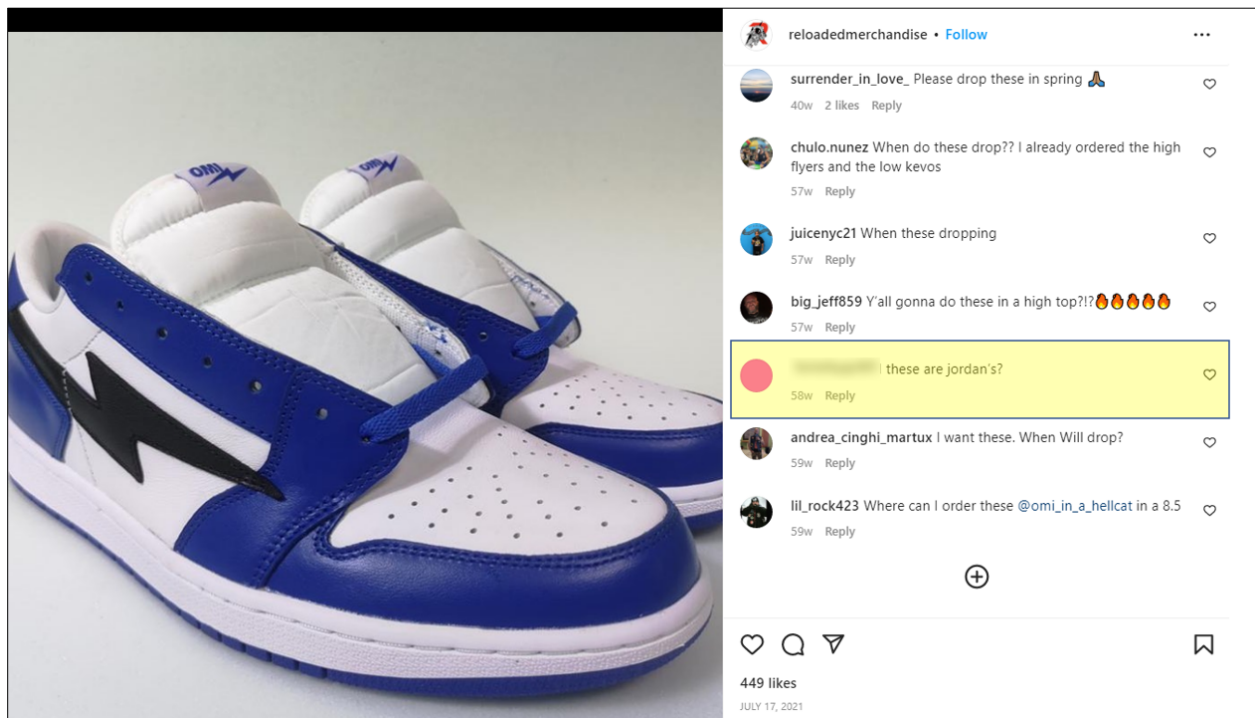 OMI
OMI
reloadedmerchandise • Follow
surrender_in_love_ Please drop these in spring 🙏🏾
40w 2 likes Reply
chulo.nunez When do these drop?? I already ordered the high
flyers and the low kevos
57w Reply
juicenyc21 When these dropping
57w Reply
big_jeff859 Y'all gonna do these in a high top?!?🔥🔥🔥🔥🔥
57w Reply
these are jordan's?
58w Reply
andrea_cinghi_martux I want these. When Will drop?
59w Reply
lil_rock423 Where can I order these @omi_in_a_hellcat in a 8.5
59w Reply
449 likes
JULY 17, 2021